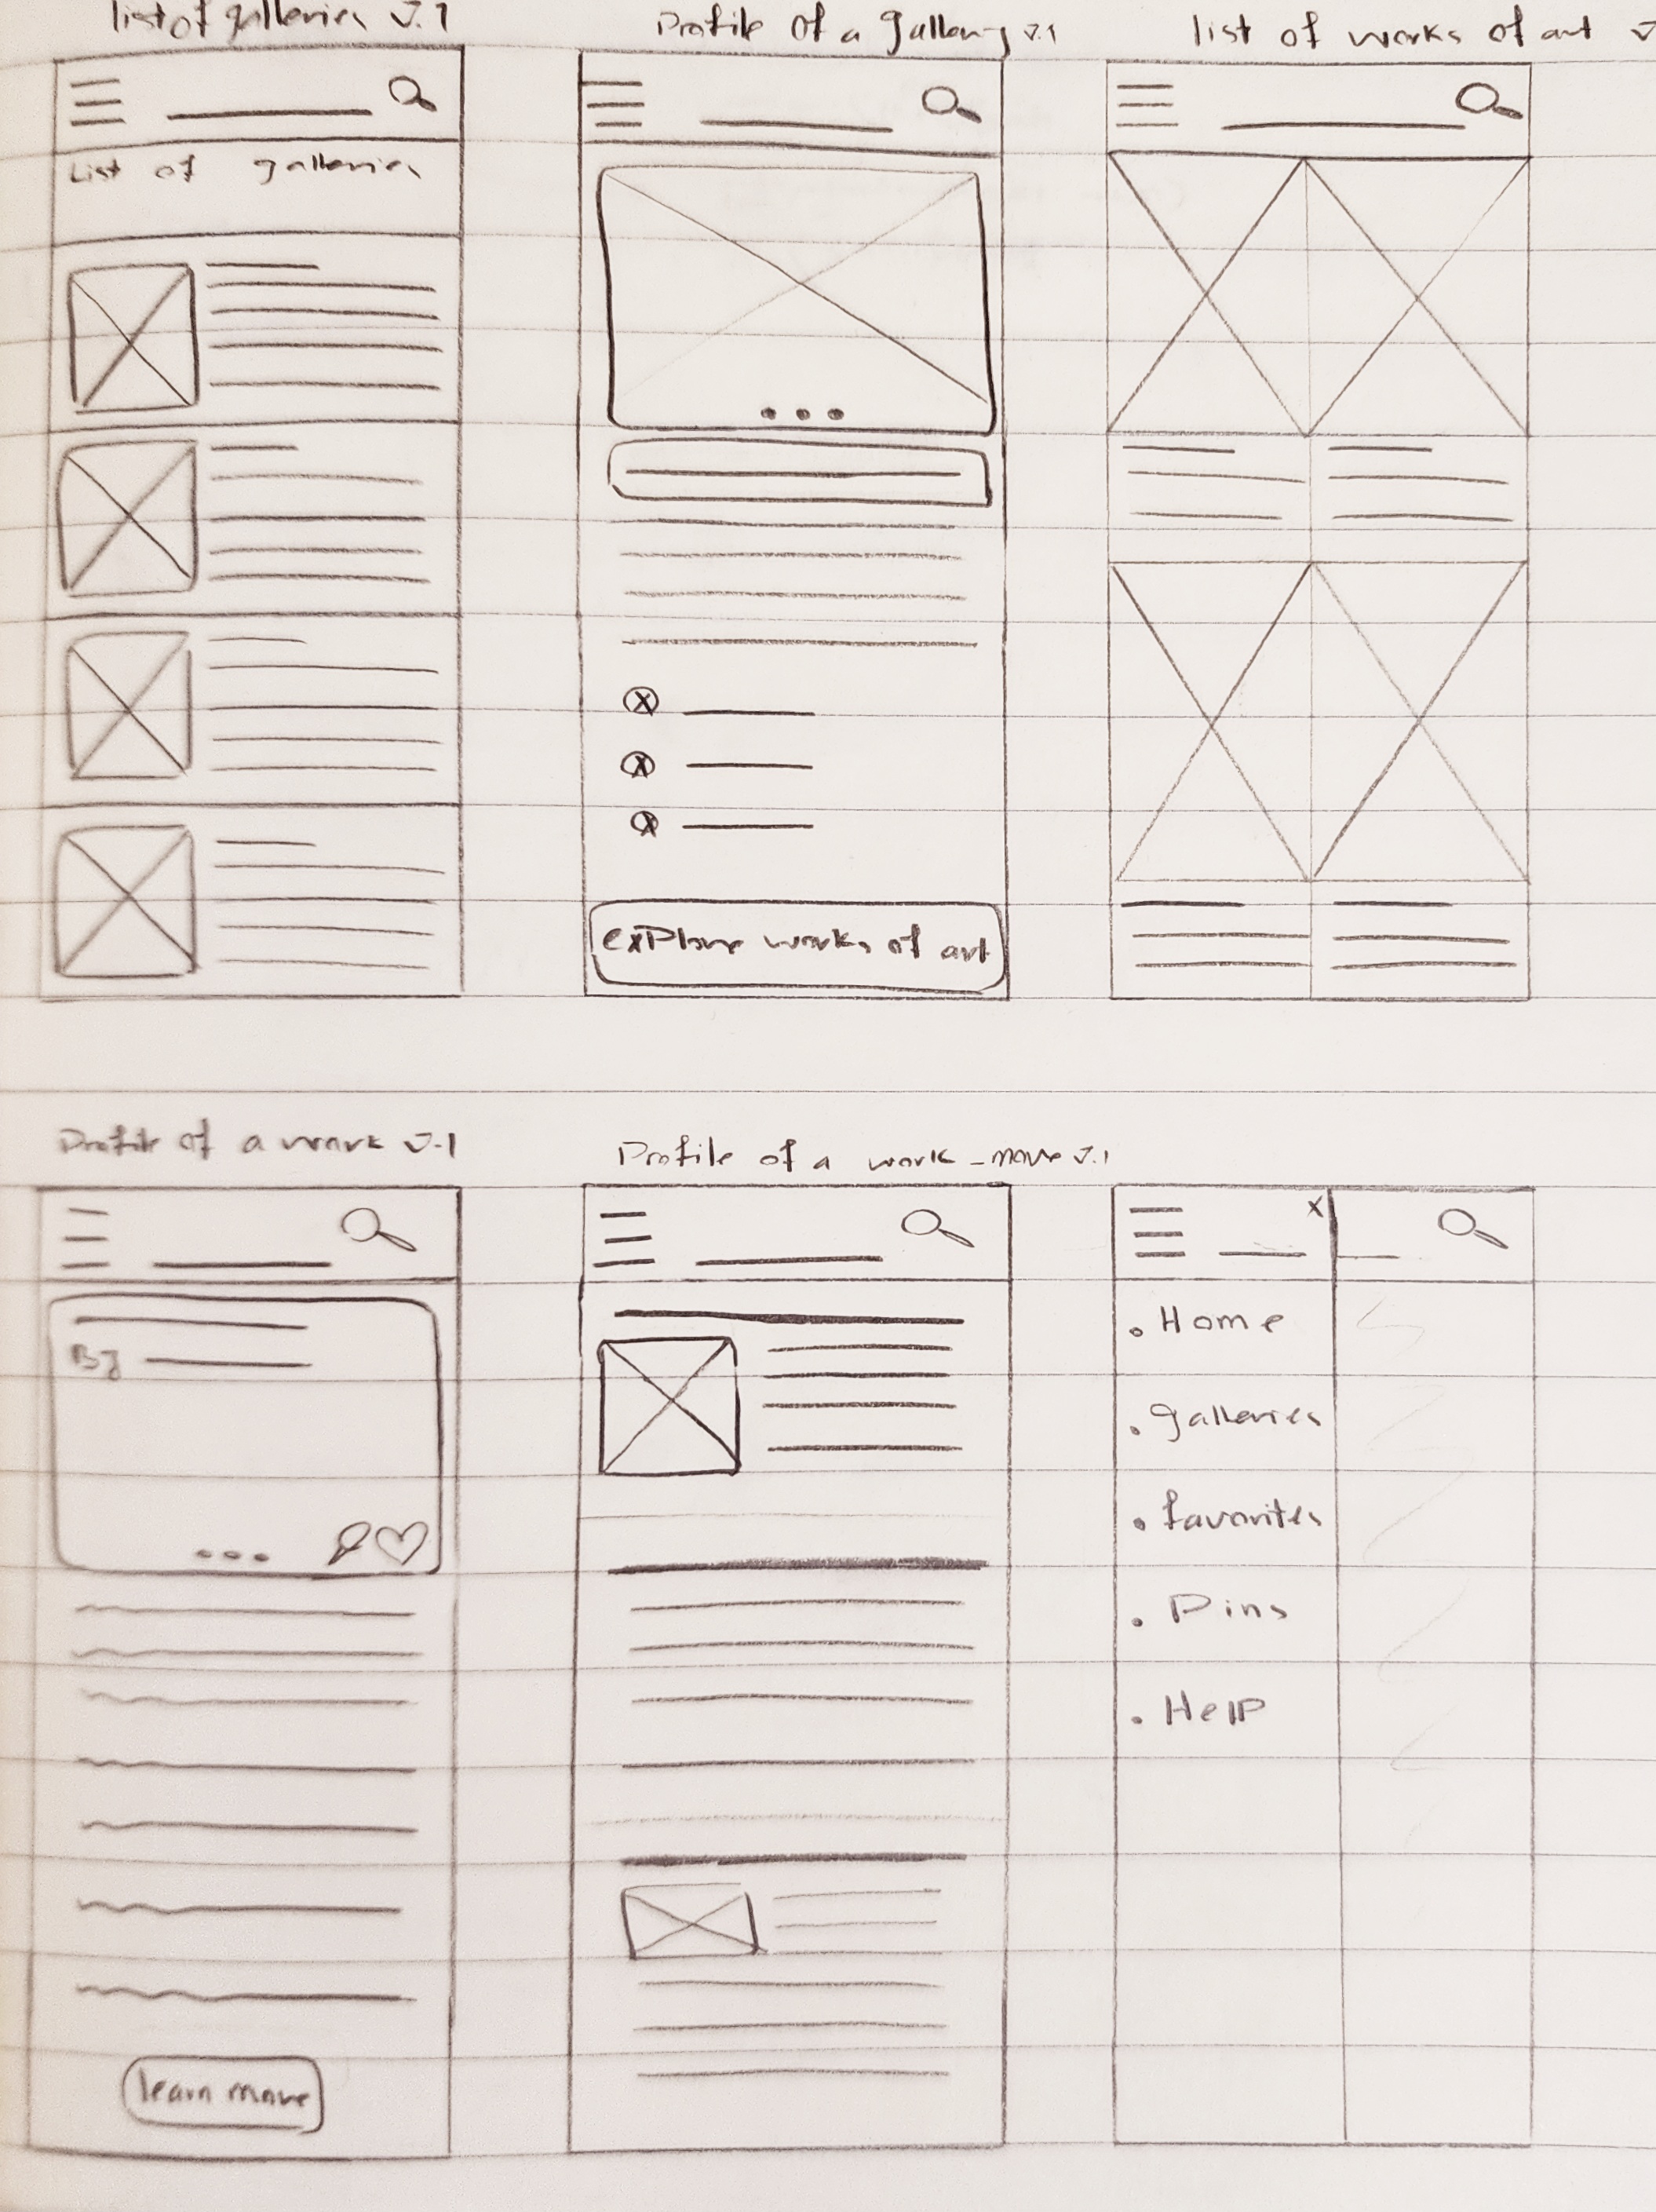 list of galleries v.1
Profile of a gallery v.1
list of works of art v
List of galleries
explore works of art
Profile of a work v.1
Profile of a work - more v.1
By
learn more
x
• Home
• galleries
• favorites
• Pins
• Help